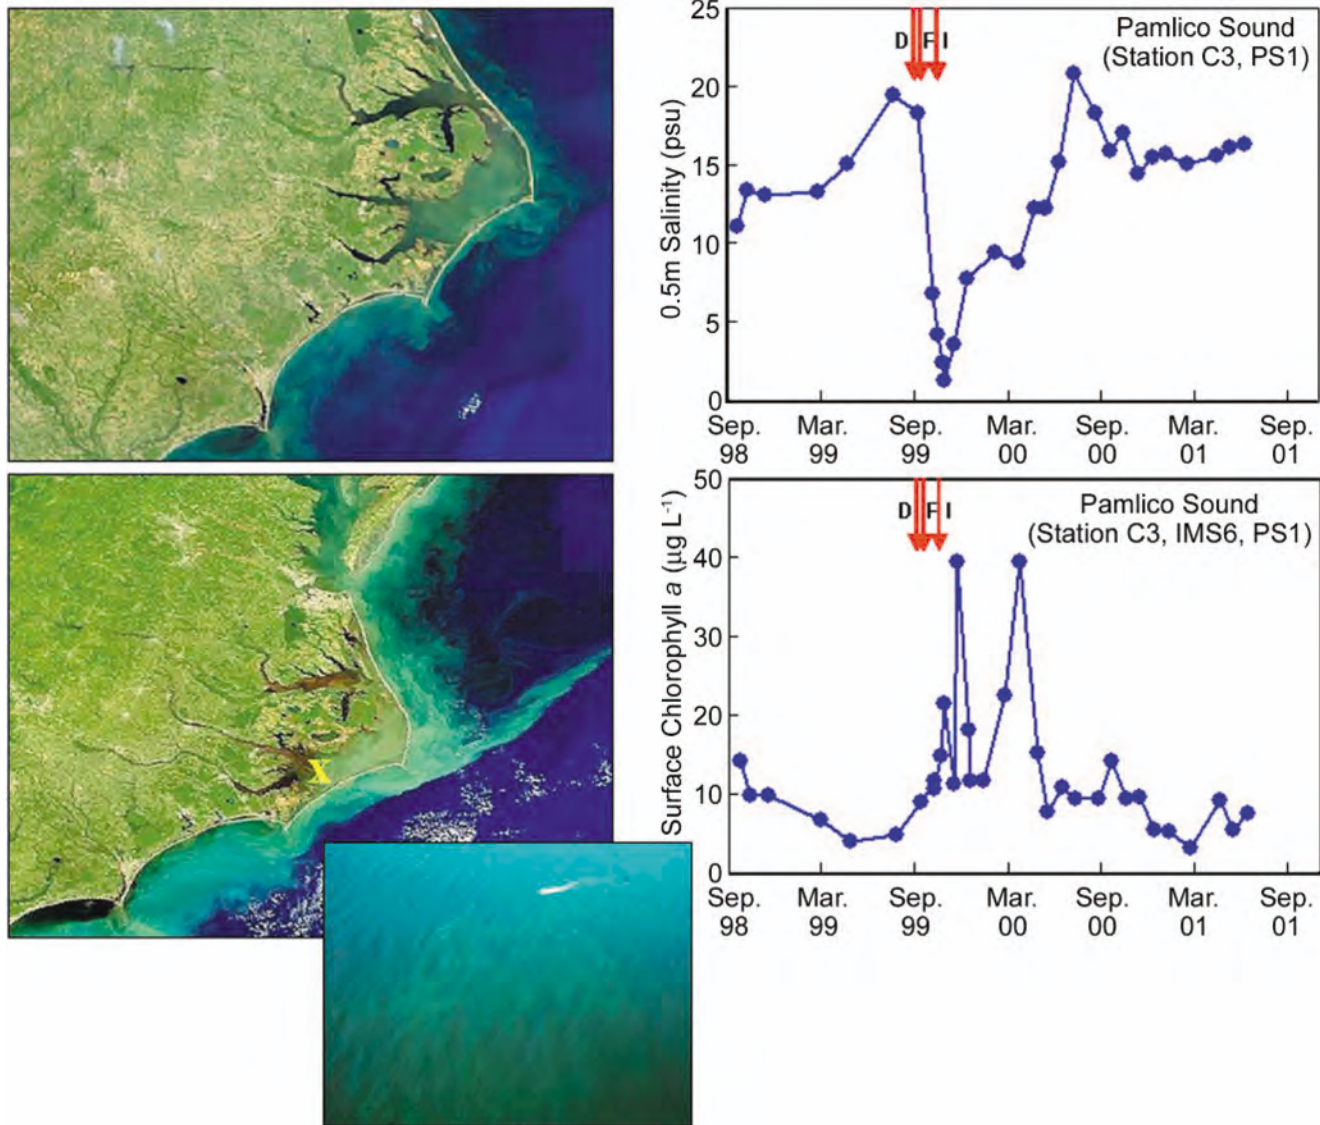 Pamlico Sound
(Station C3, PS1)
D F I
0.5m Salinity (psu)
25
20
15
10
5
0
Sep. Mar. Sep. Mar. Sep. Mar. Sep.
98 99 99 00 00 01 01
Pamlico Sound
(Station C3, IMS6, PS1)
D F I
Surface Chlorophyll a (µg L⁻¹)
50
40
30
20
10
0
Sep. Mar. Sep. Mar. Sep. Mar. Sep.
98 99 99 00 00 01 01
X